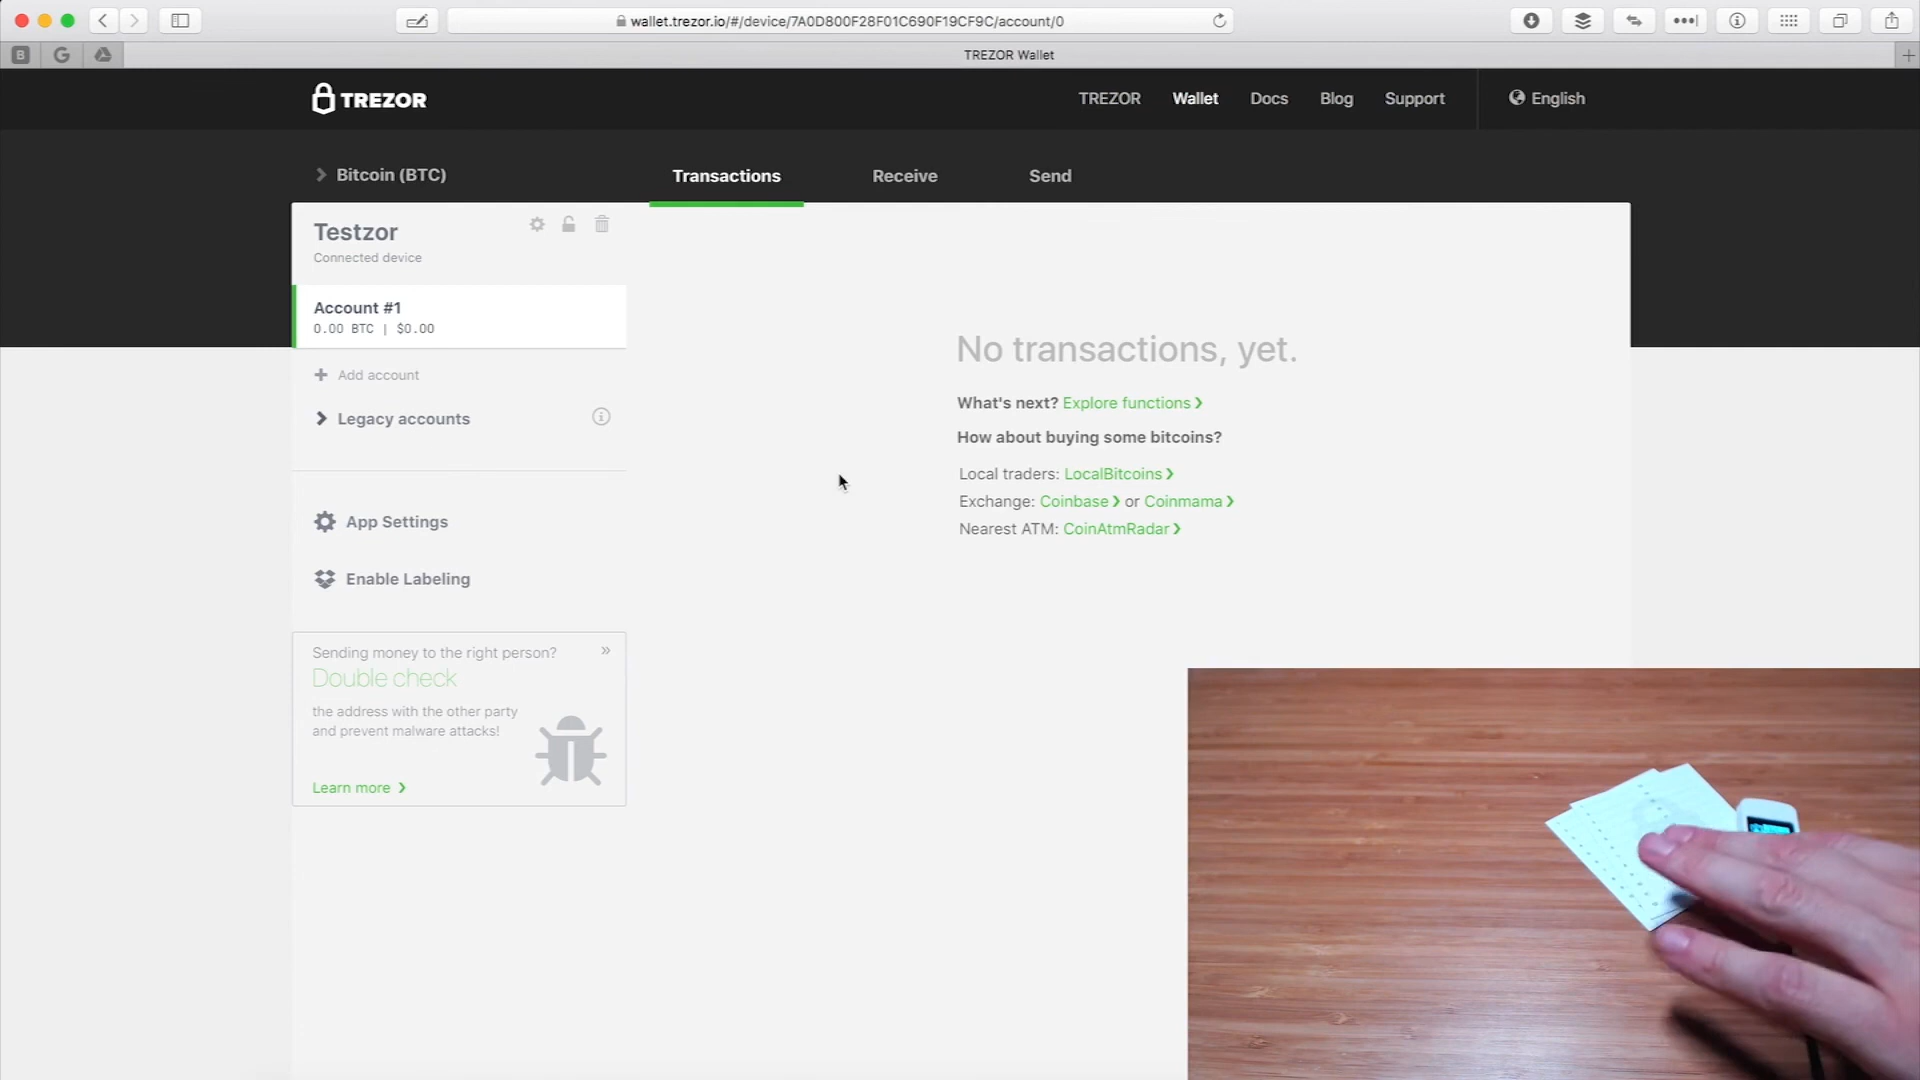 wallet.trezor.io/#/device/7A0D800F28F01C690F19CF9C/account/0
B
G
TREZOR Wallet
TREZOR
TREZOR Wallet Docs Blog Support English
Bitcoin (BTC)
Transactions Receive Send
Testzor
Connected device
Account #1
0.00 BTC | $0.00
Add account
Legacy accounts
App Settings
Enable Labeling
Sending money to the right person?
Double check
the address with the other party
and prevent malware attacks!
Learn more
No transactions, yet.
What's next? Explore functions
How about buying some bitcoins?
Local traders: LocalBitcoins
Exchange: Coinbase or Coinmama
Nearest ATM: CoinAtmRadar